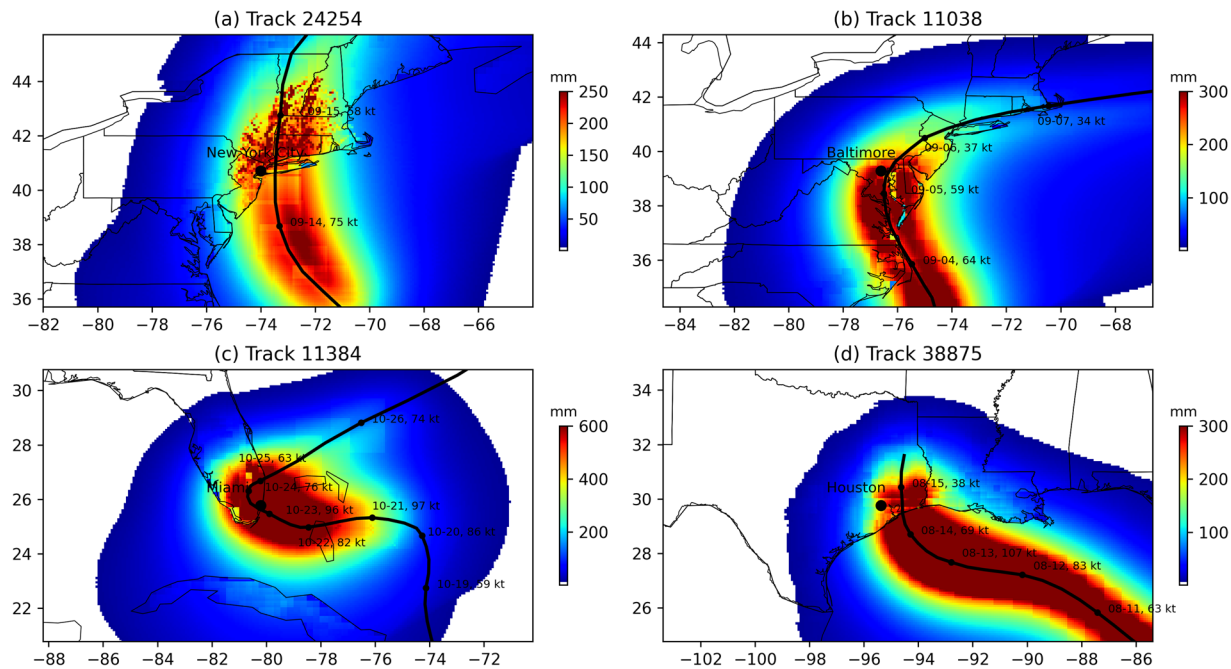 (a) Track 24254
44
42
40
38
36
−82
−80
−78
−76
−74
−72
−70
−68
−66
09-15, 58 kt
New York City
09-14, 75 kt
mm
250
200
150
100
50
(b) Track 11038
44
42
40
38
36
−84
−82
−80
−78
−76
−74
−72
−70
−68
09-07, 34 kt
09-06, 37 kt
Baltimore
09-05, 59 kt
09-04, 64 kt
mm
300
200
100
(c) Track 11384
30
28
26
24
22
−88
−86
−84
−82
−80
−78
−76
−74
−72
10-26, 74 kt
10-25, 63 kt
Miami
10-24, 76 kt
10-23, 96 kt
10-22, 82 kt
10-21, 97 kt
10-20, 86 kt
10-19, 59 kt
mm
600
400
200
(d) Track 38875
34
32
30
28
26
−102
−100
−98
−96
−94
−92
−90
−88
−86
Houston
08-15, 38 kt
08-14, 69 kt
08-13, 107 kt
08-12, 83 kt
08-11, 63 kt
mm
300
200
100